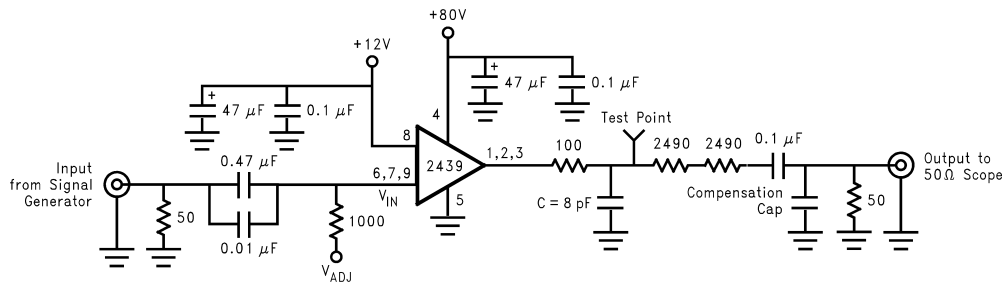 +80V
+12V
+
47 μF
0.1 μF
+
47 μF
0.1 μF
4
8
Test Point
0.47 μF
2439
1,2,3
100
2490
2490
0.1 μF
Input
from Signal
Generator
6,7,9
V_IN
5
C = 8 pF
Compensation
Cap
50
Output to
50Ω Scope
50
1000
0.01 μF
V_ADJ